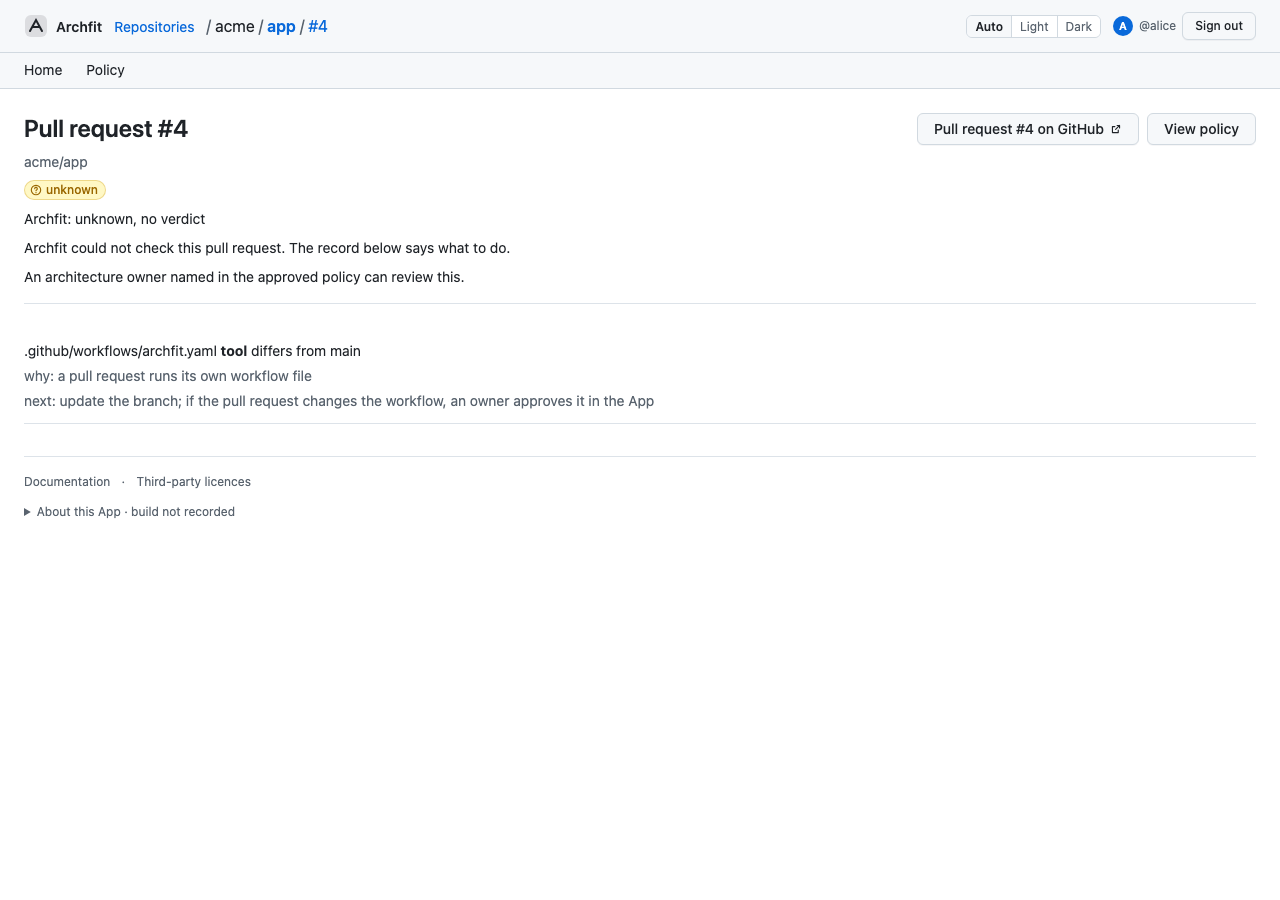 Archfit Repositories / acme / app / #4
Auto Light Dark A @alice Sign out
Home Policy
Pull request #4
Pull request #4 on GitHub View policy
acme/app
unknown
Archfit: unknown, no verdict
Archfit could not check this pull request. The record below says what to do.
An architecture owner named in the approved policy can review this.
.github/workflows/archfit.yaml tool differs from main
why: a pull request runs its own workflow file
next: update the branch; if the pull request changes the workflow, an owner approves it in the App
Documentation · Third-party licences
About this App · build not recorded